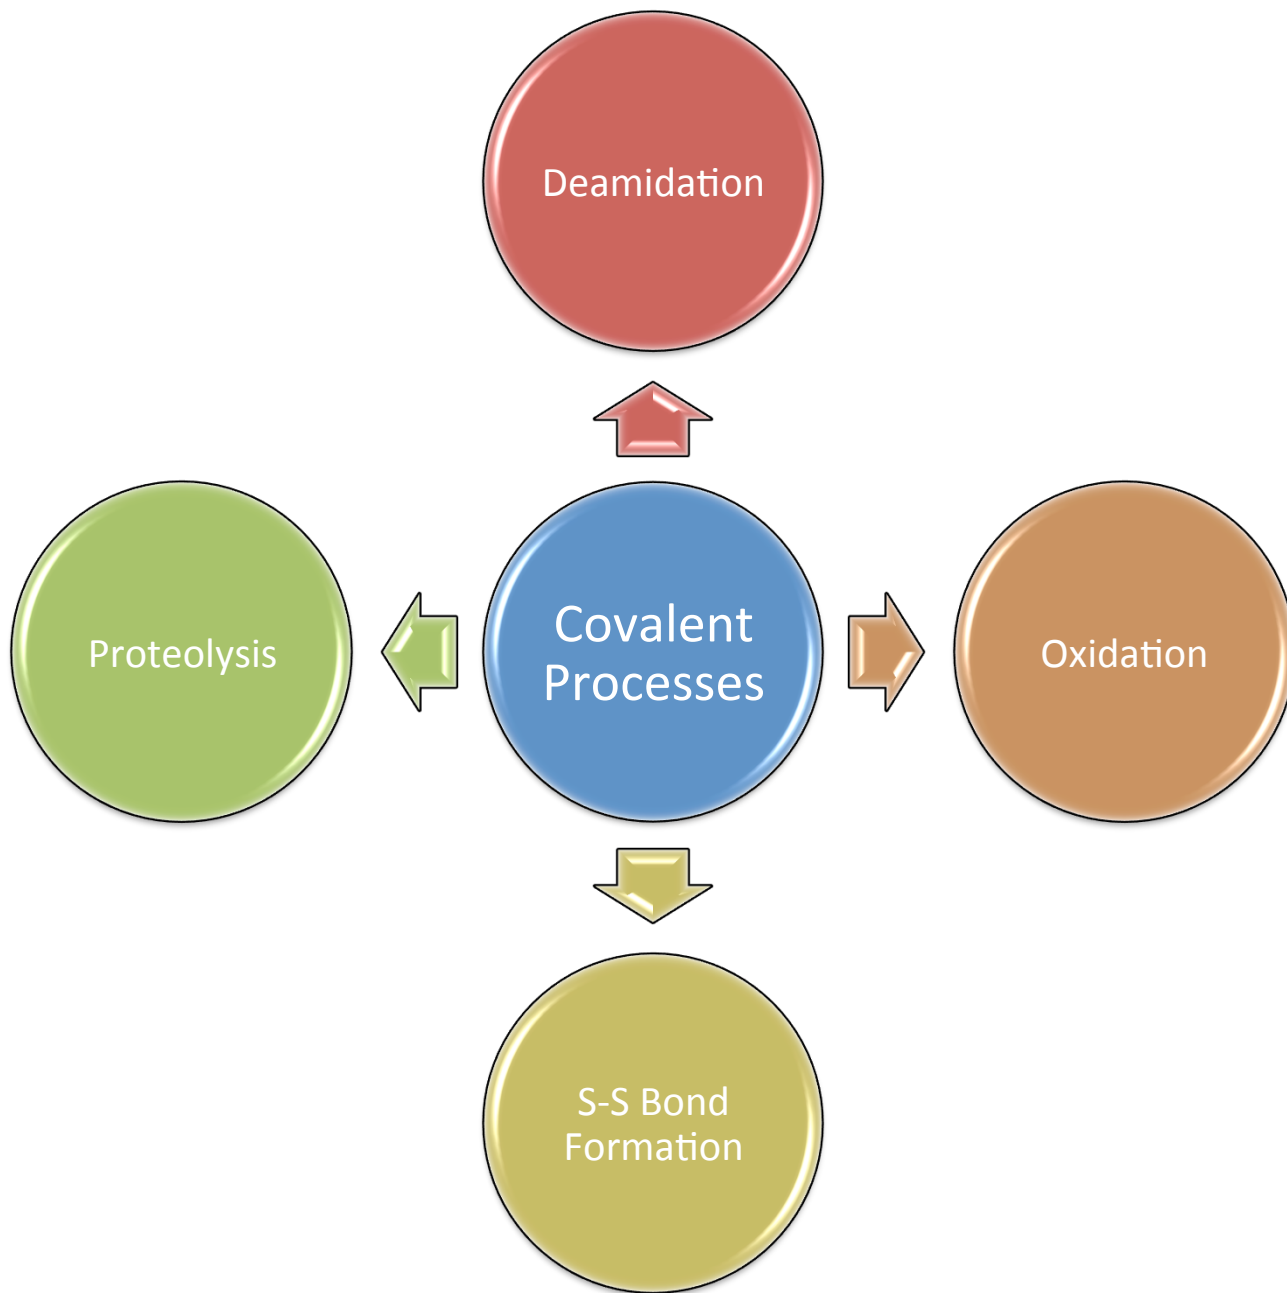 Deamidation
Proteolysis
Covalent
Processes
Oxidation
S-S Bond
Formation